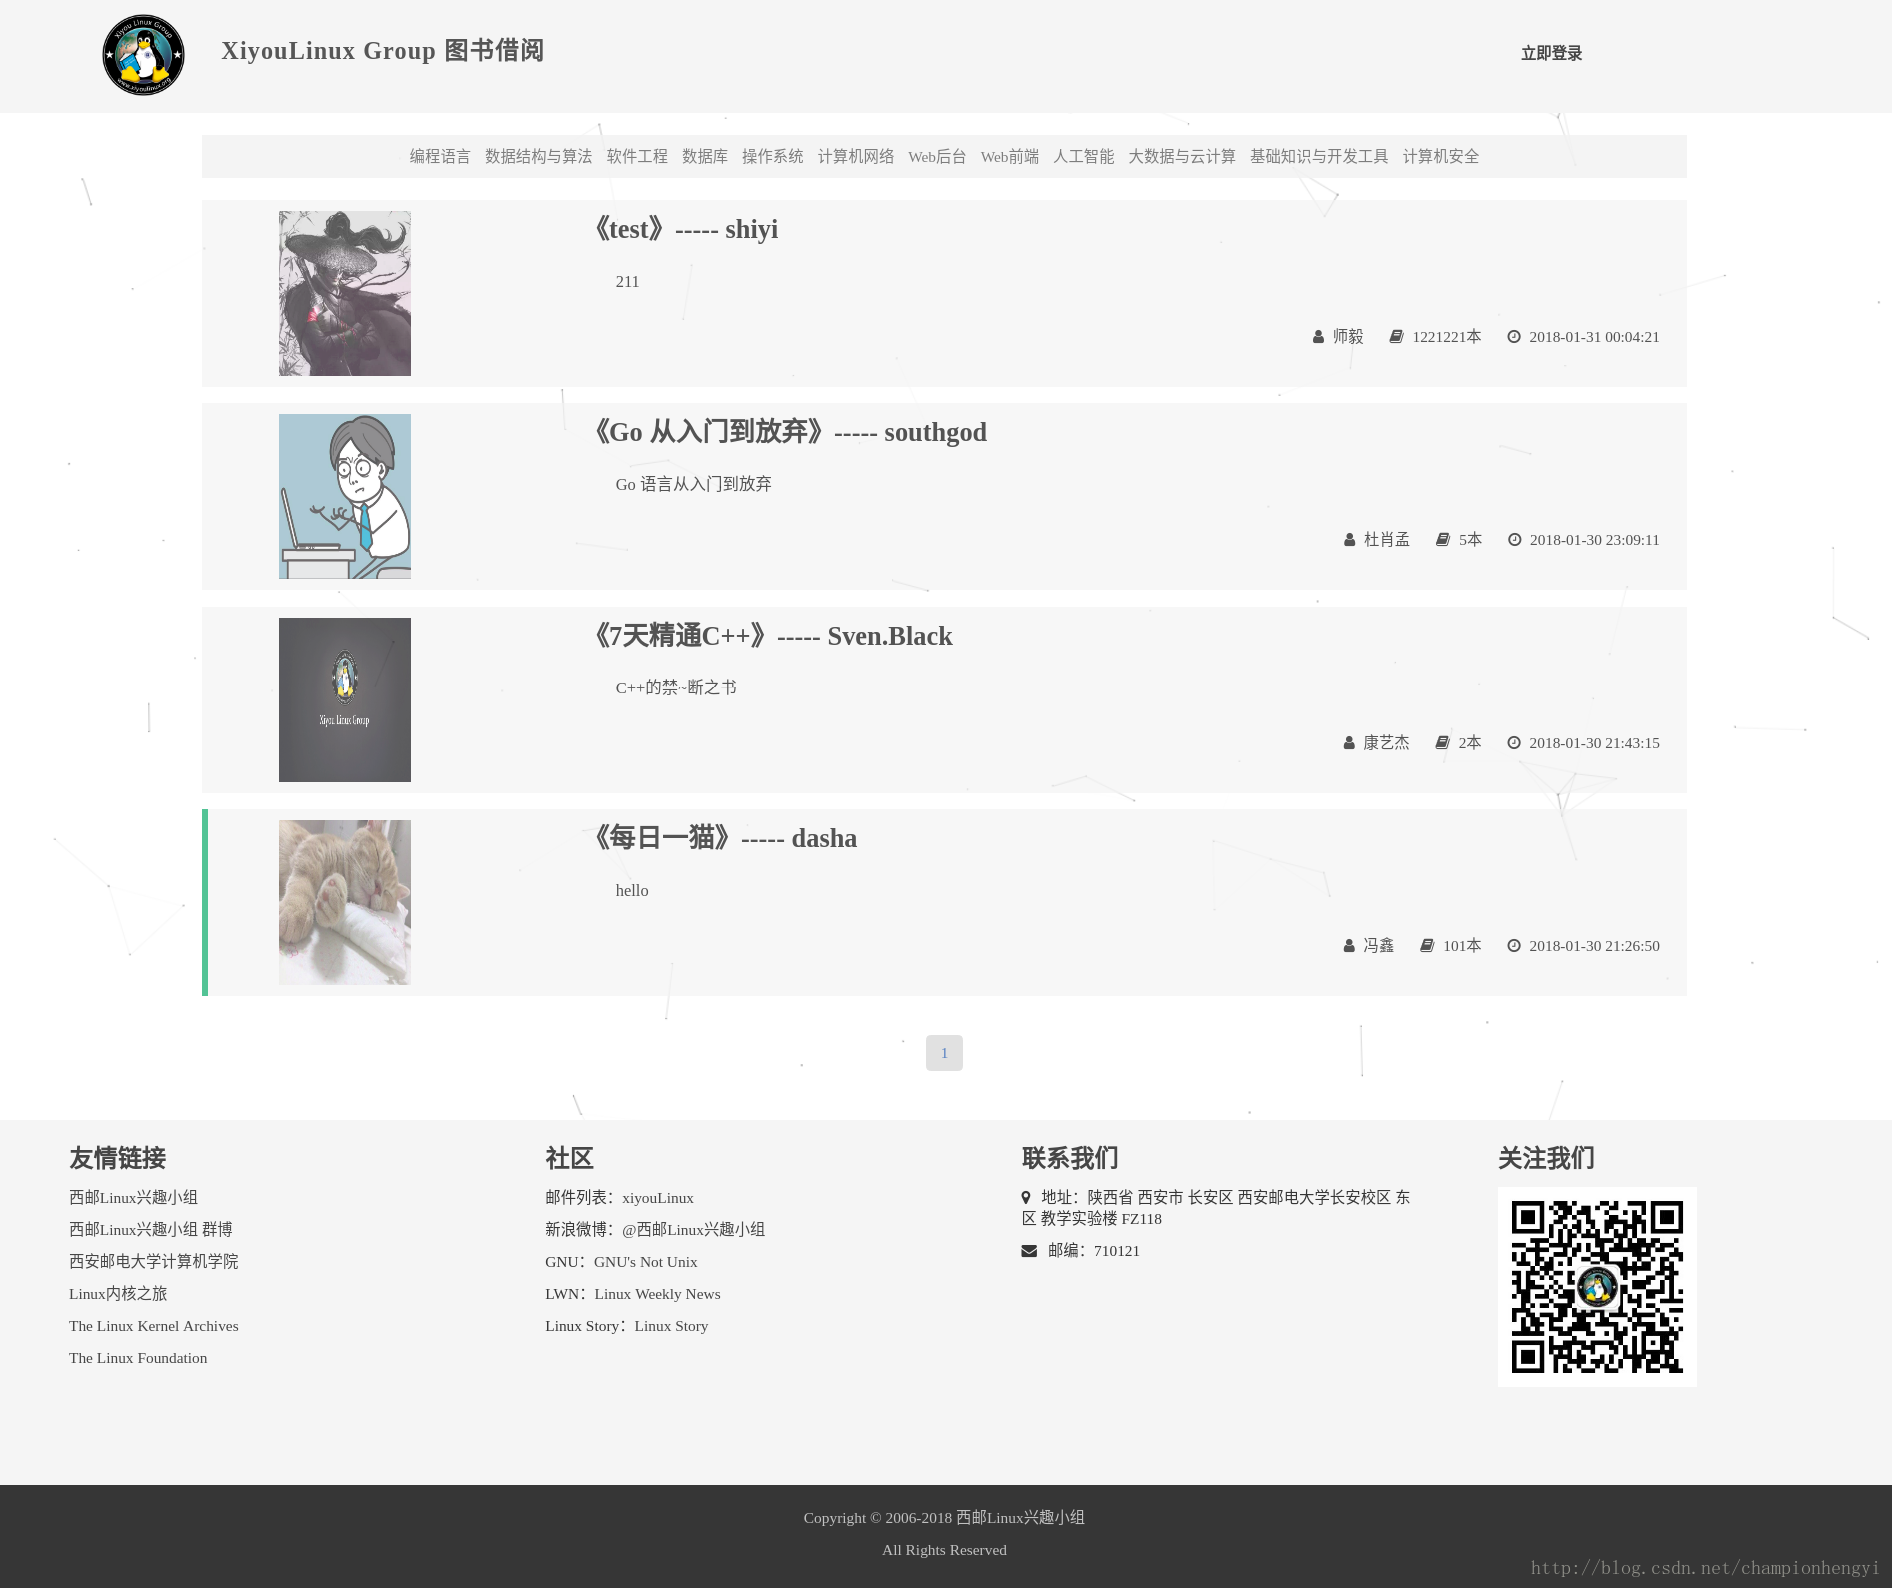 Xiyou Linux Group
www.xiyoulinux.org
XiyouLinux Group 图书借阅
立即登录
编程语言 数据结构与算法 软件工程 数据库 操作系统 计算机网络 Web后台 Web前端 人工智能 大数据与云计算 基础知识与开发工具 计算机安全
《test》----- shiyi
211
师毅 1221221本 2018-01-31 00:04:21
《Go 从入门到放弃》----- southgod
Go 语言从入门到放弃
杜肖孟 5本 2018-01-30 23:09:11
Xiyou Linux Group
《7天精通C++》----- Sven.Black
C++的禁~断之书
康艺杰 2本 2018-01-30 21:43:15
《每日一猫》----- dasha
hello
冯鑫 101本 2018-01-30 21:26:50
1
友情链接
西邮Linux兴趣小组
西邮Linux兴趣小组 群博
西安邮电大学计算机学院
Linux内核之旅
The Linux Kernel Archives
The Linux Foundation
社区
邮件列表：xiyouLinux
新浪微博：@西邮Linux兴趣小组
GNU：GNU's Not Unix
LWN：Linux Weekly News
Linux Story：Linux Story
联系我们
地址：陕西省 西安市 长安区 西安邮电大学长安校区 东
区 教学实验楼 FZ118
邮编：710121
关注我们
Copyright © 2006-2018 西邮Linux兴趣小组
All Rights Reserved
http://blog.csdn.net/championhengyi